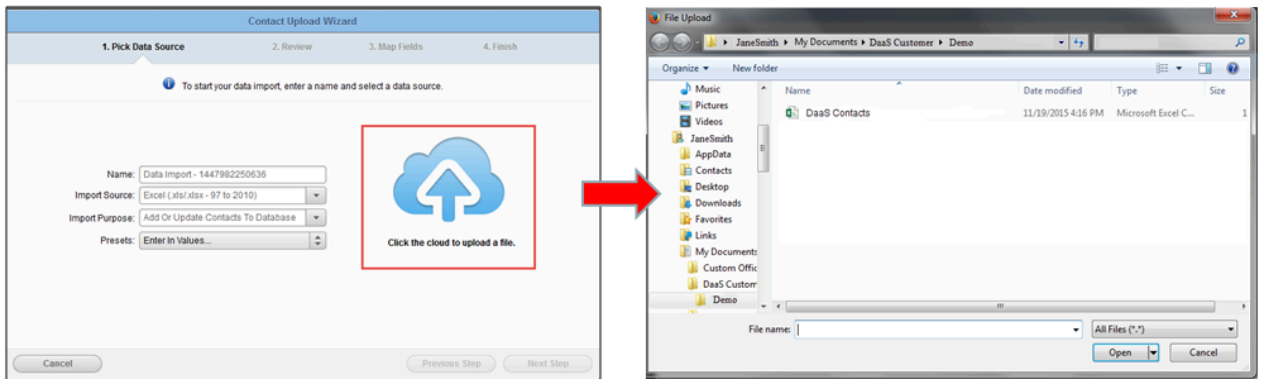 Contact Upload Wizard
1. Pick Data Source 2. Review 3. Map Fields 4. Finish
To start your data import, enter a name and select a data source.
Name: Data Import - 1447982250636
Import Source: Excel (.xls/.xlsx - 97 to 2010)
Import Purpose: Add Or Update Contacts To Database
Presets: Enter In Values...
Click the cloud to upload a file.
Cancel Previous Step Next Step
File Upload
JaneSmith My Documents DaaS Customer Demo
Organize New folder
Name Date modified Type Size
DaaS Contacts 11/19/2015 4:16 PM Microsoft Excel C... 1
Music
Pictures
Videos
JaneSmith
AppData
Contacts
Desktop
Downloads
Favorites
Links
My Documents
Custom Offic
DaaS Custom
Demo
File name: All Files (*.*)
Open Cancel